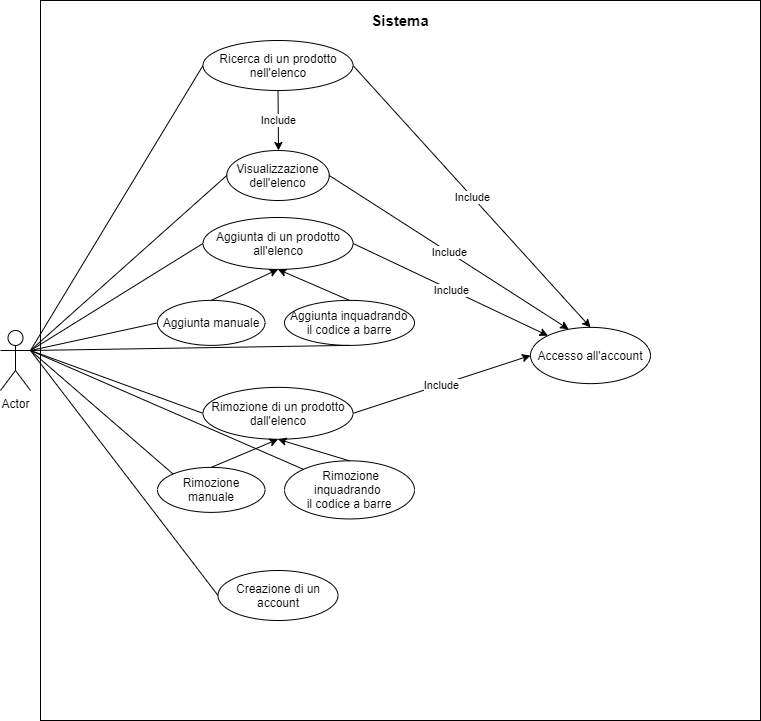 Sistema
Ricerca di un prodotto
nell'elenco
Include
Visualizzazione
dell'elenco
Include
Aggiunta di un prodotto
all'elenco
Include
Include
Aggiunta manuale
Aggiunta inquadrando
il codice a barre
Accesso all'account
Actor
Include
Rimozione di un prodotto
dall'elenco
Rimozione
manuale
Rimozione
inquadrando
il codice a barre
Creazione di un
account